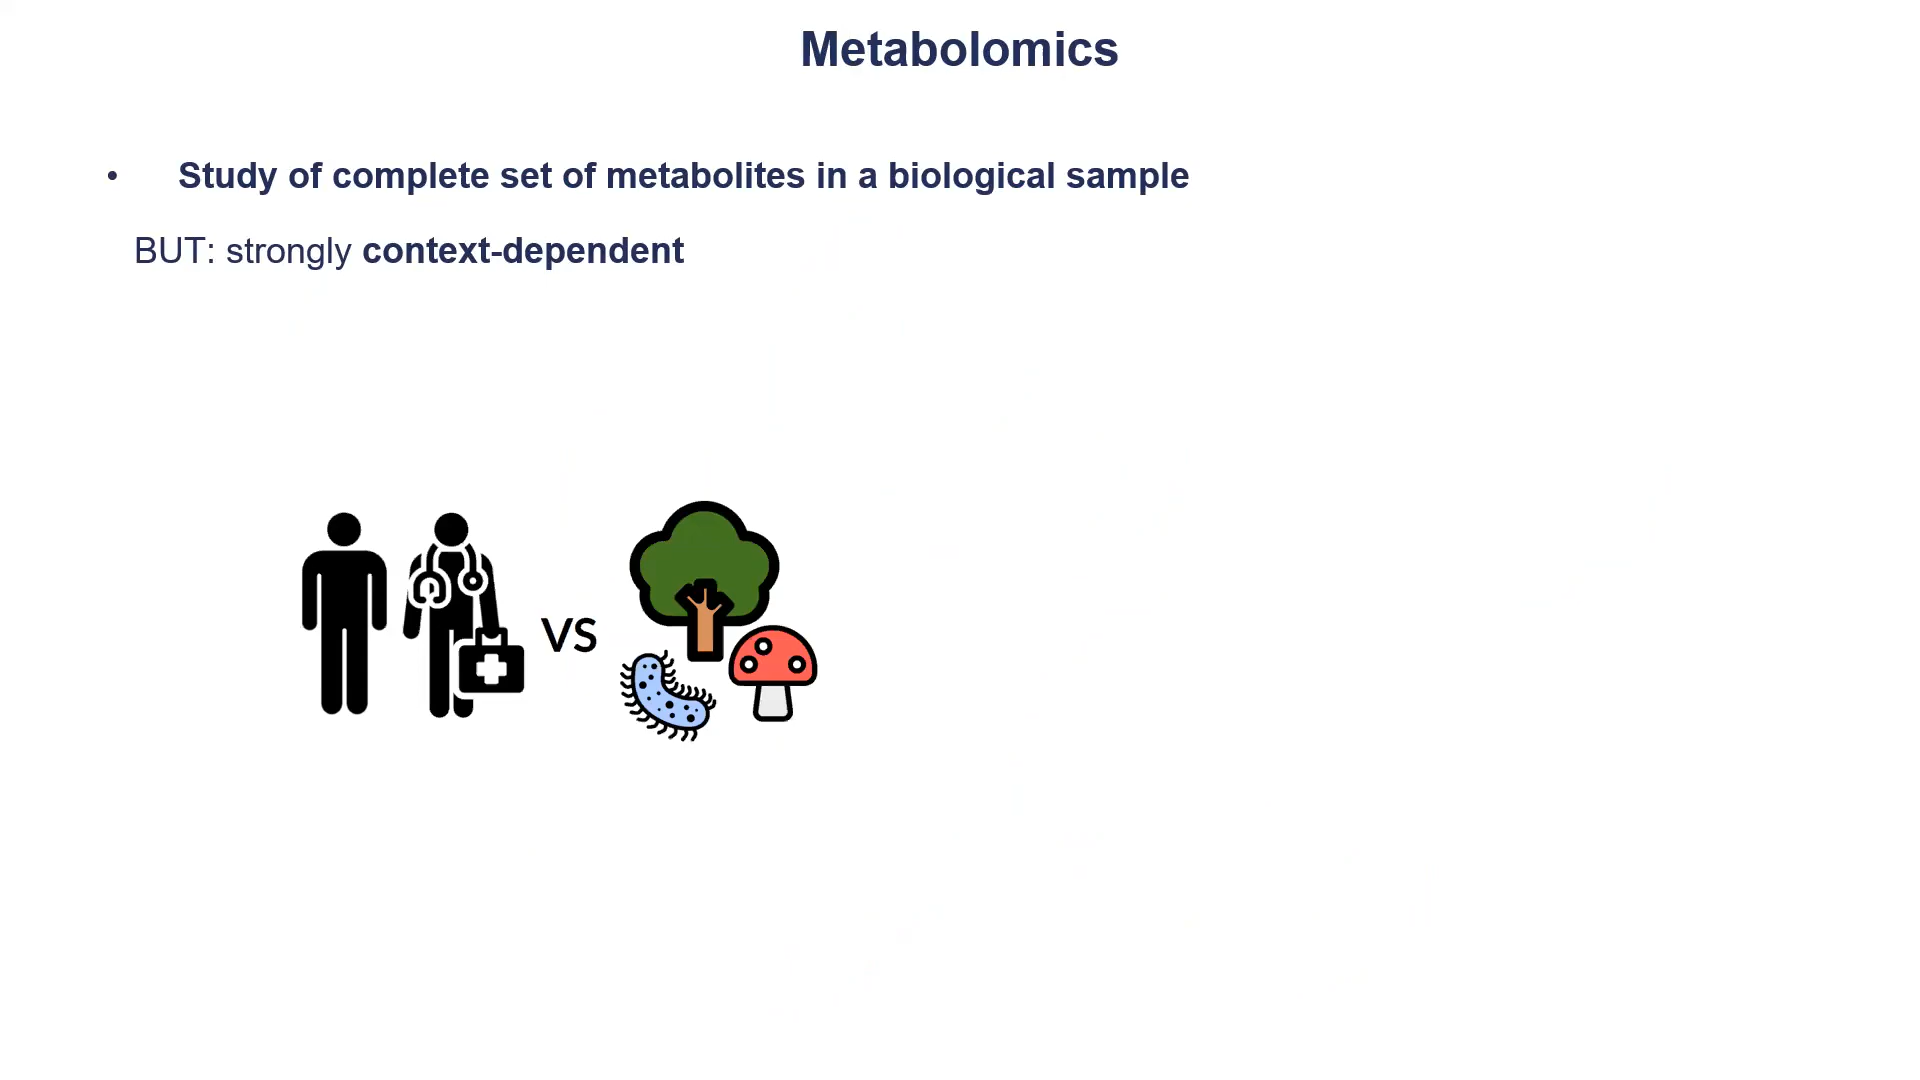 Metabolomics
• Study of complete set of metabolites in a biological sample
BUT: strongly context-dependent
VS